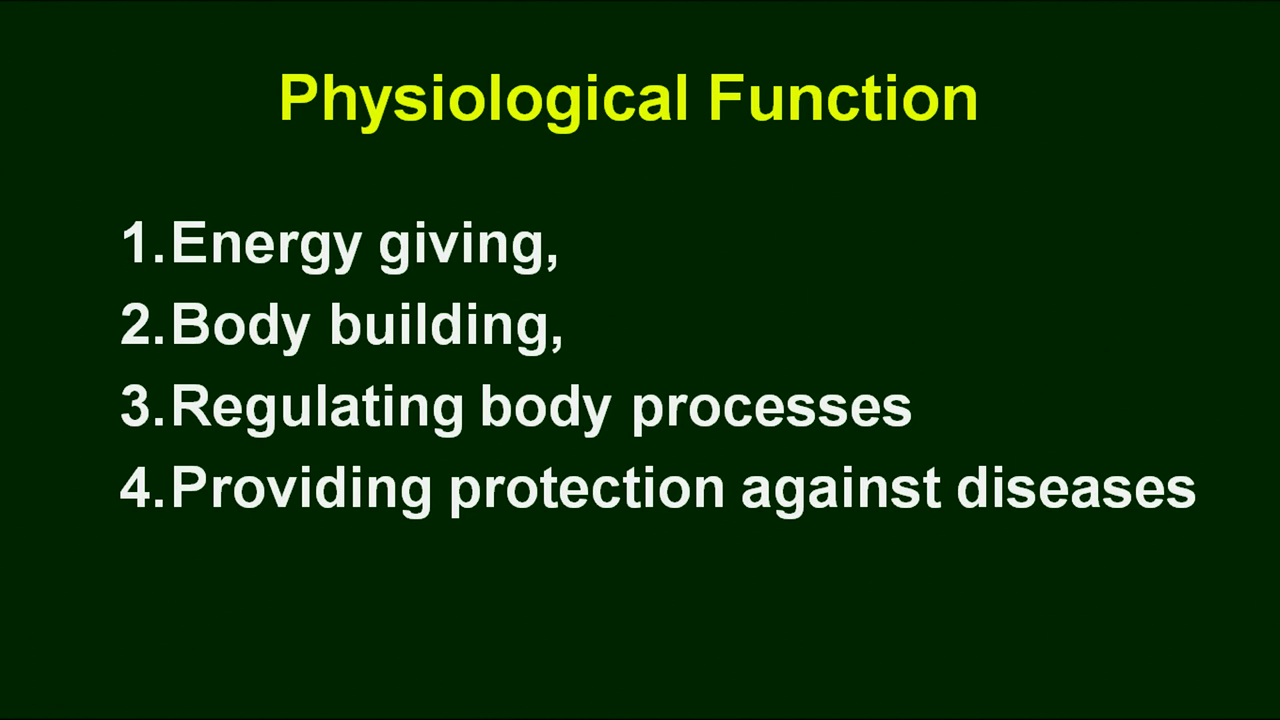 Physiological Function
1.Energy giving,
2.Body building,
3.Regulating body processes
4.Providing protection against diseases